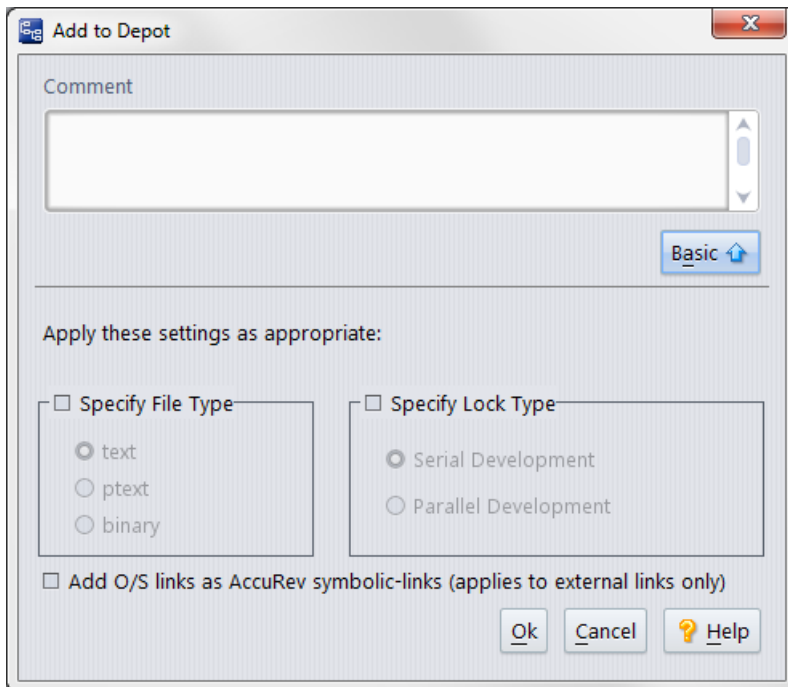 Add to Depot
Comment
Basic
Apply these settings as appropriate:
Specify File Type
text
ptext
binary
Specify Lock Type
Serial Development
Parallel Development
Add O/S links as AccuRev symbolic-links (applies to external links only)
Ok Cancel Help